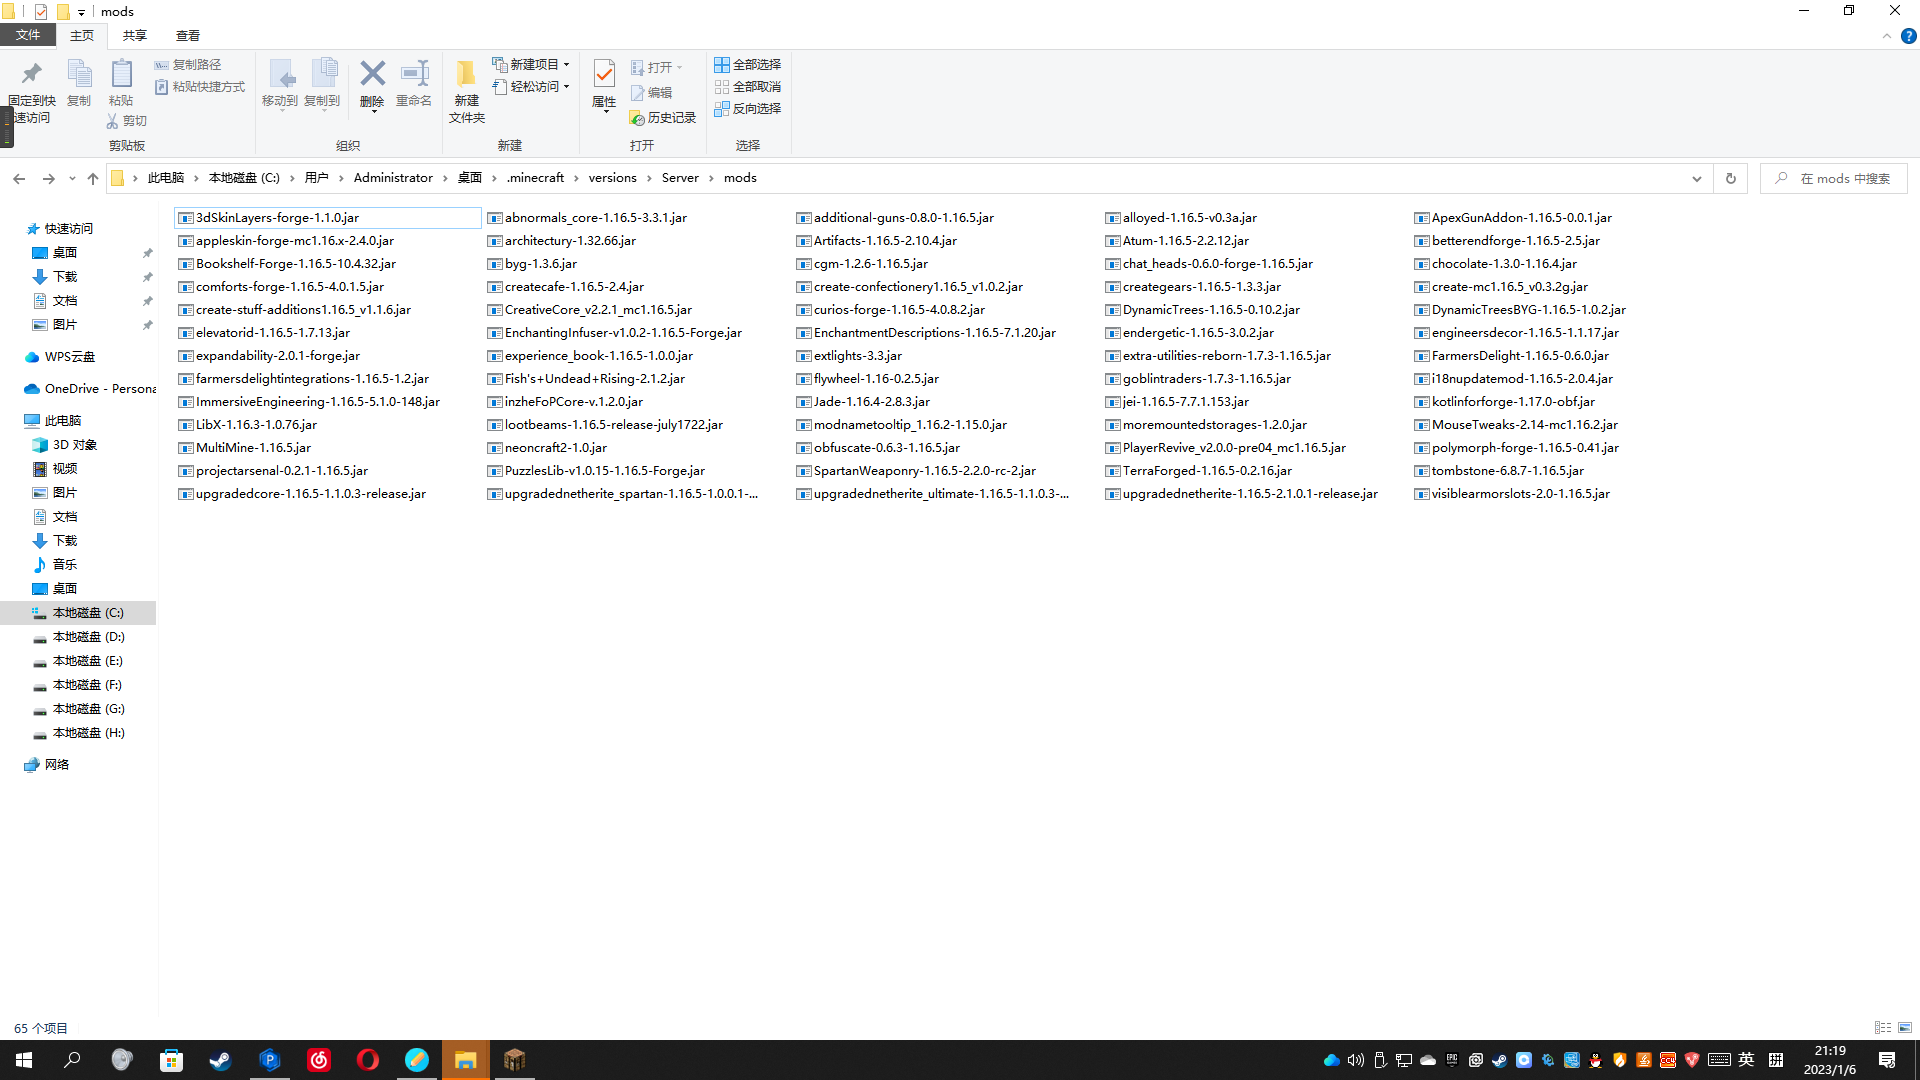 mods
文件 主页 共享 查看
固定到快速访问 复制 粘贴 复制路径 粘贴快捷方式 剪切
移动到 复制到 删除 重命名
新建文件夹 新建项目 轻松访问
属性 打开 编辑 历史记录
全部选择 全部取消 反向选择
剪贴板 组织 新建 打开 选择
此电脑 › 本地磁盘 (C:) › 用户 › Administrator › 桌面 › .minecraft › versions › Server › mods
在 mods 中搜索
快速访问
桌面
下载
文档
图片
WPS云盘
OneDrive - Persona
此电脑
3D 对象
视频
图片
文档
下载
音乐
桌面
本地磁盘 (C:)
本地磁盘 (D:)
本地磁盘 (E:)
本地磁盘 (F:)
本地磁盘 (G:)
本地磁盘 (H:)
网络
3dSkinLayers-forge-1.1.0.jar abnormals_core-1.16.5-3.3.1.jar additional-guns-0.8.0-1.16.5.jar alloyed-1.16.5-v0.3a.jar ApexGunAddon-1.16.5-0.0.1.jar
appleskin-forge-mc1.16.x-2.4.0.jar architectury-1.32.66.jar Artifacts-1.16.5-2.10.4.jar Atum-1.16.5-2.2.12.jar betterendforge-1.16.5-2.5.jar
Bookshelf-Forge-1.16.5-10.4.32.jar byg-1.3.6.jar cgm-1.2.6-1.16.5.jar chat_heads-0.6.0-forge-1.16.5.jar chocolate-1.3.0-1.16.4.jar
comforts-forge-1.16.5-4.0.1.5.jar createcafe-1.16.5-2.4.jar create-confectionery1.16.5_v1.0.2.jar creategears-1.16.5-1.3.3.jar create-mc1.16.5_v0.3.2g.jar
create-stuff-additions1.16.5_v1.1.6.jar CreativeCore_v2.2.1_mc1.16.5.jar curios-forge-1.16.5-4.0.8.2.jar DynamicTrees-1.16.5-0.10.2.jar DynamicTreesBYG-1.16.5-1.0.2.jar
elevatorid-1.16.5-1.7.13.jar EnchantingInfuser-v1.0.2-1.16.5-Forge.jar EnchantmentDescriptions-1.16.5-7.1.20.jar endergetic-1.16.5-3.0.2.jar engineersdecor-1.16.5-1.1.17.jar
expandability-2.0.1-forge.jar experience_book-1.16.5-1.0.0.jar extlights-3.3.jar extra-utilities-reborn-1.7.3-1.16.5.jar FarmersDelight-1.16.5-0.6.0.jar
farmersdelightintegrations-1.16.5-1.2.jar Fish's+Undead+Rising-2.1.2.jar flywheel-1.16-0.2.5.jar goblintraders-1.7.3-1.16.5.jar i18nupdatemod-1.16.5-2.0.4.jar
ImmersiveEngineering-1.16.5-5.1.0-148.jar inzheFoPCore-v.1.2.0.jar Jade-1.16.4-2.8.3.jar jei-1.16.5-7.7.1.153.jar kotlinforforge-1.17.0-obf.jar
LibX-1.16.3-1.0.76.jar lootbeams-1.16.5-release-july1722.jar modnametooltip_1.16.2-1.15.0.jar moremountedstorages-1.2.0.jar MouseTweaks-2.14-mc1.16.2.jar
MultiMine-1.16.5.jar neoncraft2-1.0.jar obfuscate-0.6.3-1.16.5.jar PlayerRevive_v2.0.0-pre04_mc1.16.5.jar polymorph-forge-1.16.5-0.41.jar
projectarsenal-0.2.1-1.16.5.jar PuzzlesLib-v1.0.15-1.16.5-Forge.jar SpartanWeaponry-1.16.5-2.2.0-rc-2.jar TerraForged-1.16.5-0.2.16.jar tombstone-6.8.7-1.16.5.jar
upgradedcore-1.16.5-1.1.0.3-release.jar upgradednetherite_spartan-1.16.5-1.0.0.1-... upgradednetherite_ultimate-1.16.5-1.1.0.3-... upgradednetherite-1.16.5-2.1.0.1-release.jar visiblearmorslots-2.0-1.16.5.jar
65 个项目
英
拼
21:19
2023/1/6